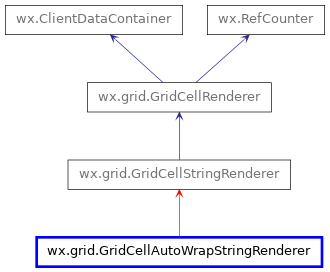 wx.ClientDataContainer
wx.RefCounter
wx.grid.GridCellRenderer
wx.grid.GridCellStringRenderer
wx.grid.GridCellAutoWrapStringRenderer